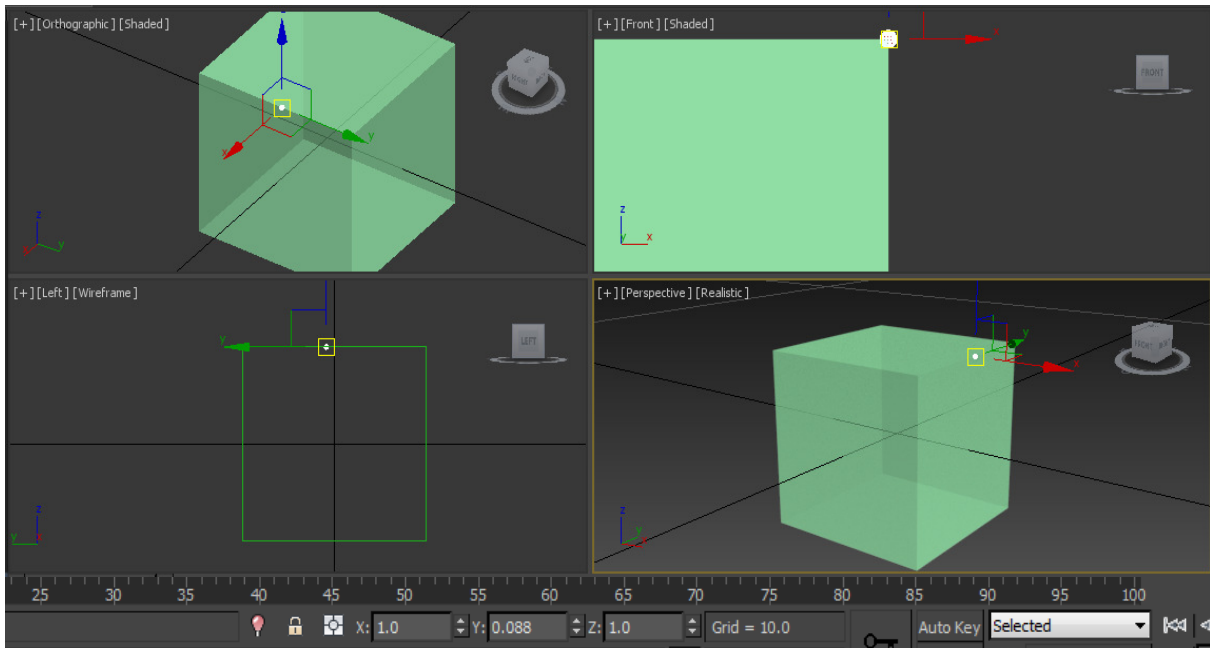 [+] [Orthographic] [Shaded]
x
y
z
x
y
[+] [Front] [Shaded]
x
FRONT
z
y
x
[+] [Left] [Wireframe]
y
LEFT
z
y
x
[+] [Perspective] [Realistic]
y
x
FRONT
z
y
x
25 30 35 40 45 50 55 60 65 70 75 80 85 90 95 100
X: 1.0 Y: 0.088 Z: 1.0 Grid = 10.0 Auto Key Selected